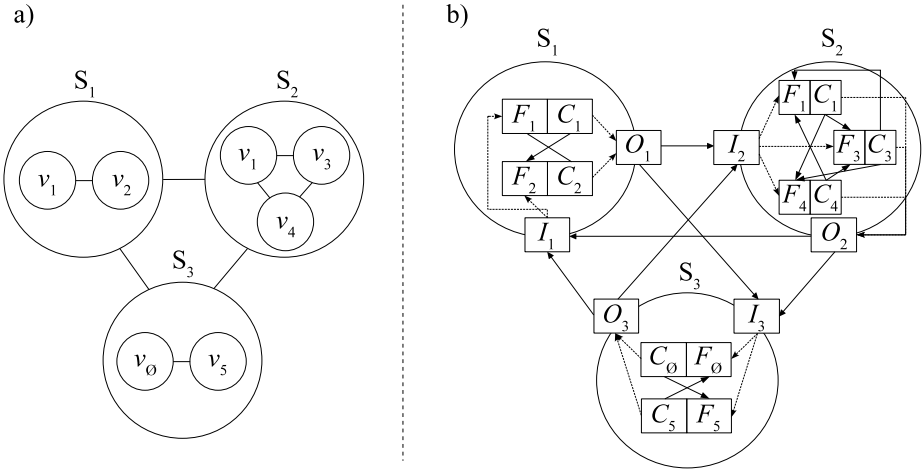 a)
S₁
S₂
v₁ v₂
v₁ v₃
v₄
S₃
vØ v₅
b)
S₁
S₂
F₁ C₁
F₂ C₂
O₁
I₁
I₂
F₁ C₁
F₃ C₃
F₄ C₄
O₂
S₃
O₃
I₃
CØ FØ
C₅ F₅